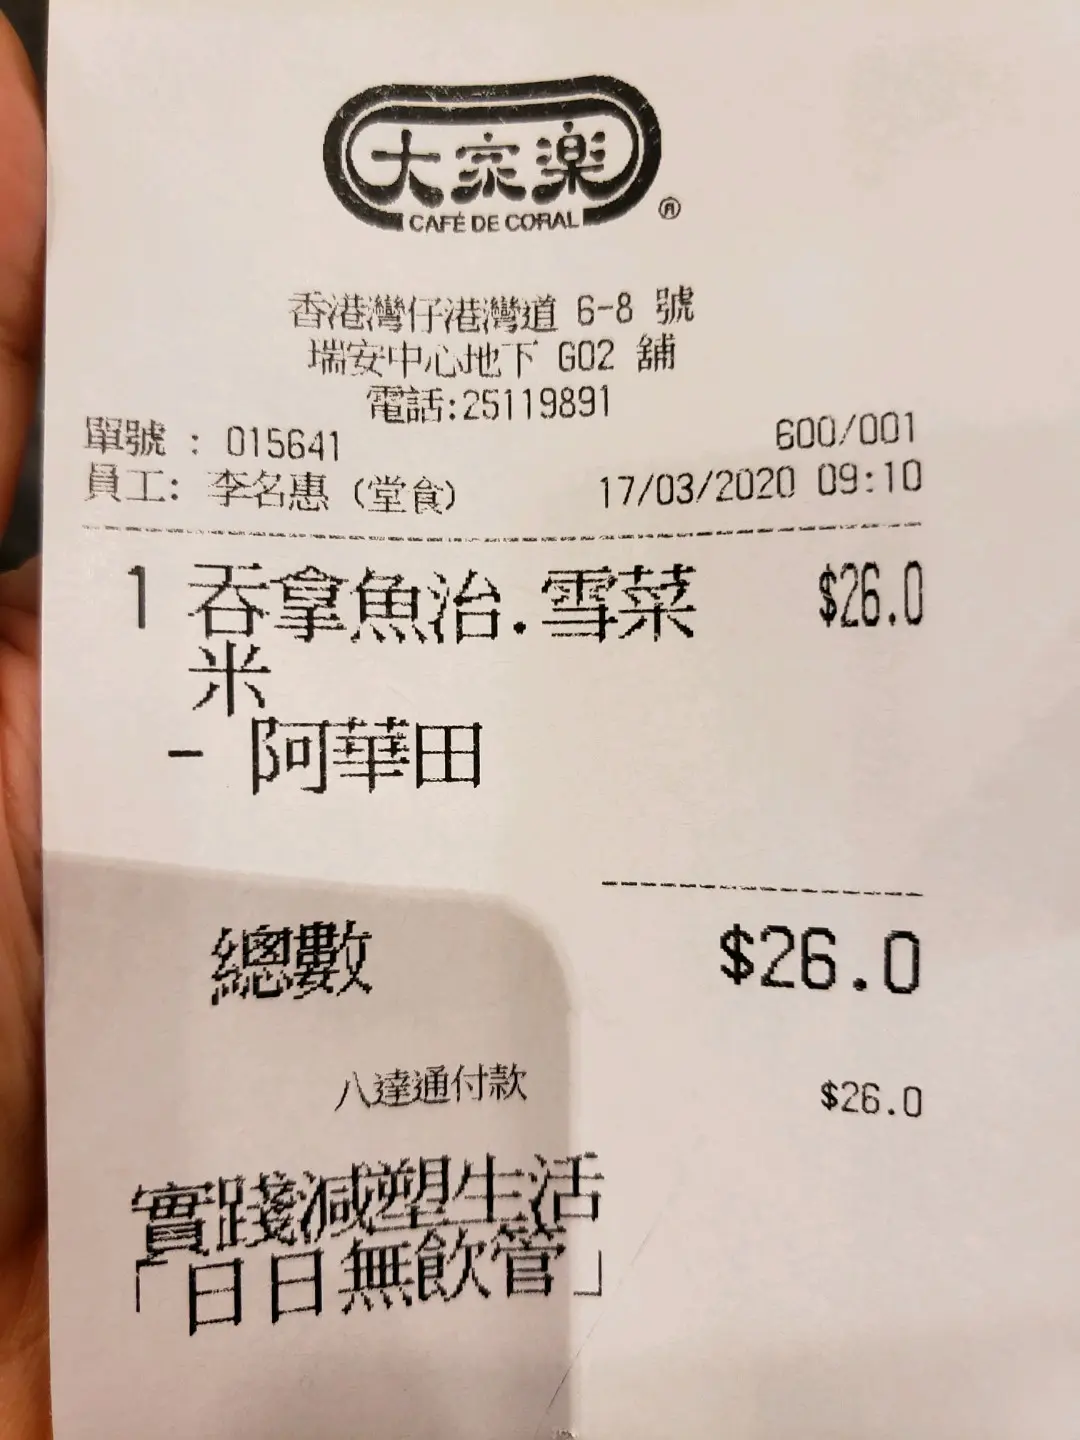 大家樂
CAFÉ DE CORAL
®
香港灣仔港灣道 6-8 號
瑞安中心地下 G02 舖
電話:25119891
單號 : 015641 600/001
員工: 李名惠 (堂食) 17/03/2020 09:10
1 吞拿魚治.雪菜 $26.0
米
- 阿華田
總數 $26.0
八達通付款 $26.0
實踐減塑生活
「日日無飲管」